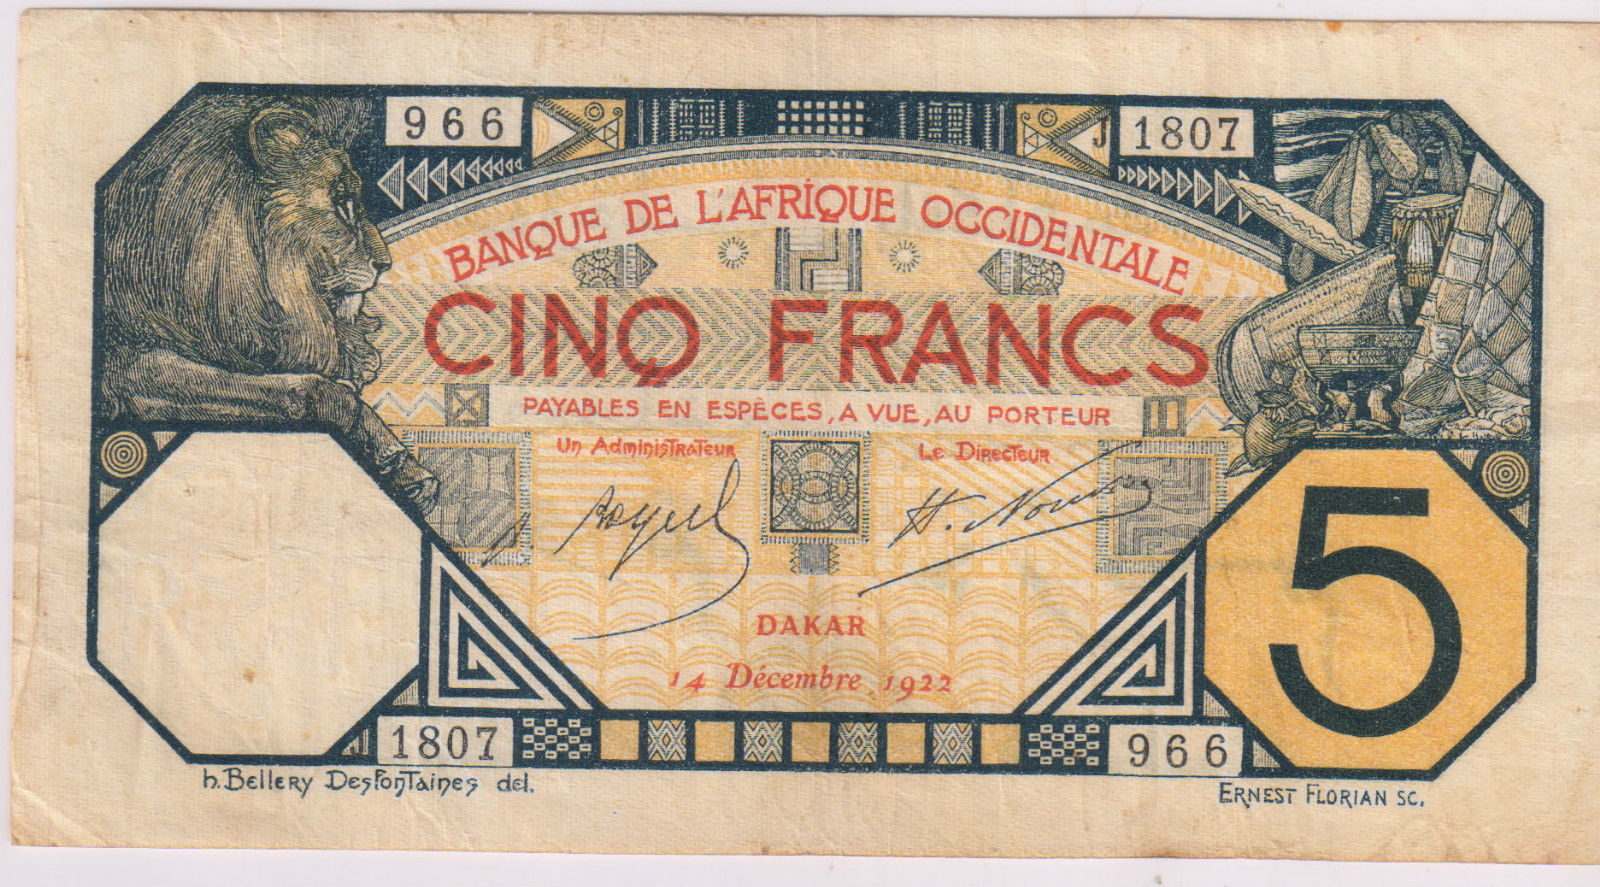 966
J 1807
BANQUE DE L'AFRIQUE OCCIDENTALE
CINQ FRANCS
PAYABLES EN ESPÈCES, A VUE, AU PORTEUR
Un Administrateur
Le Directeur
DAKAR
14 Décembre 1922
5
J 1807
966
h. Bellery Desfontaines del.
ERNEST FLORIAN SC.